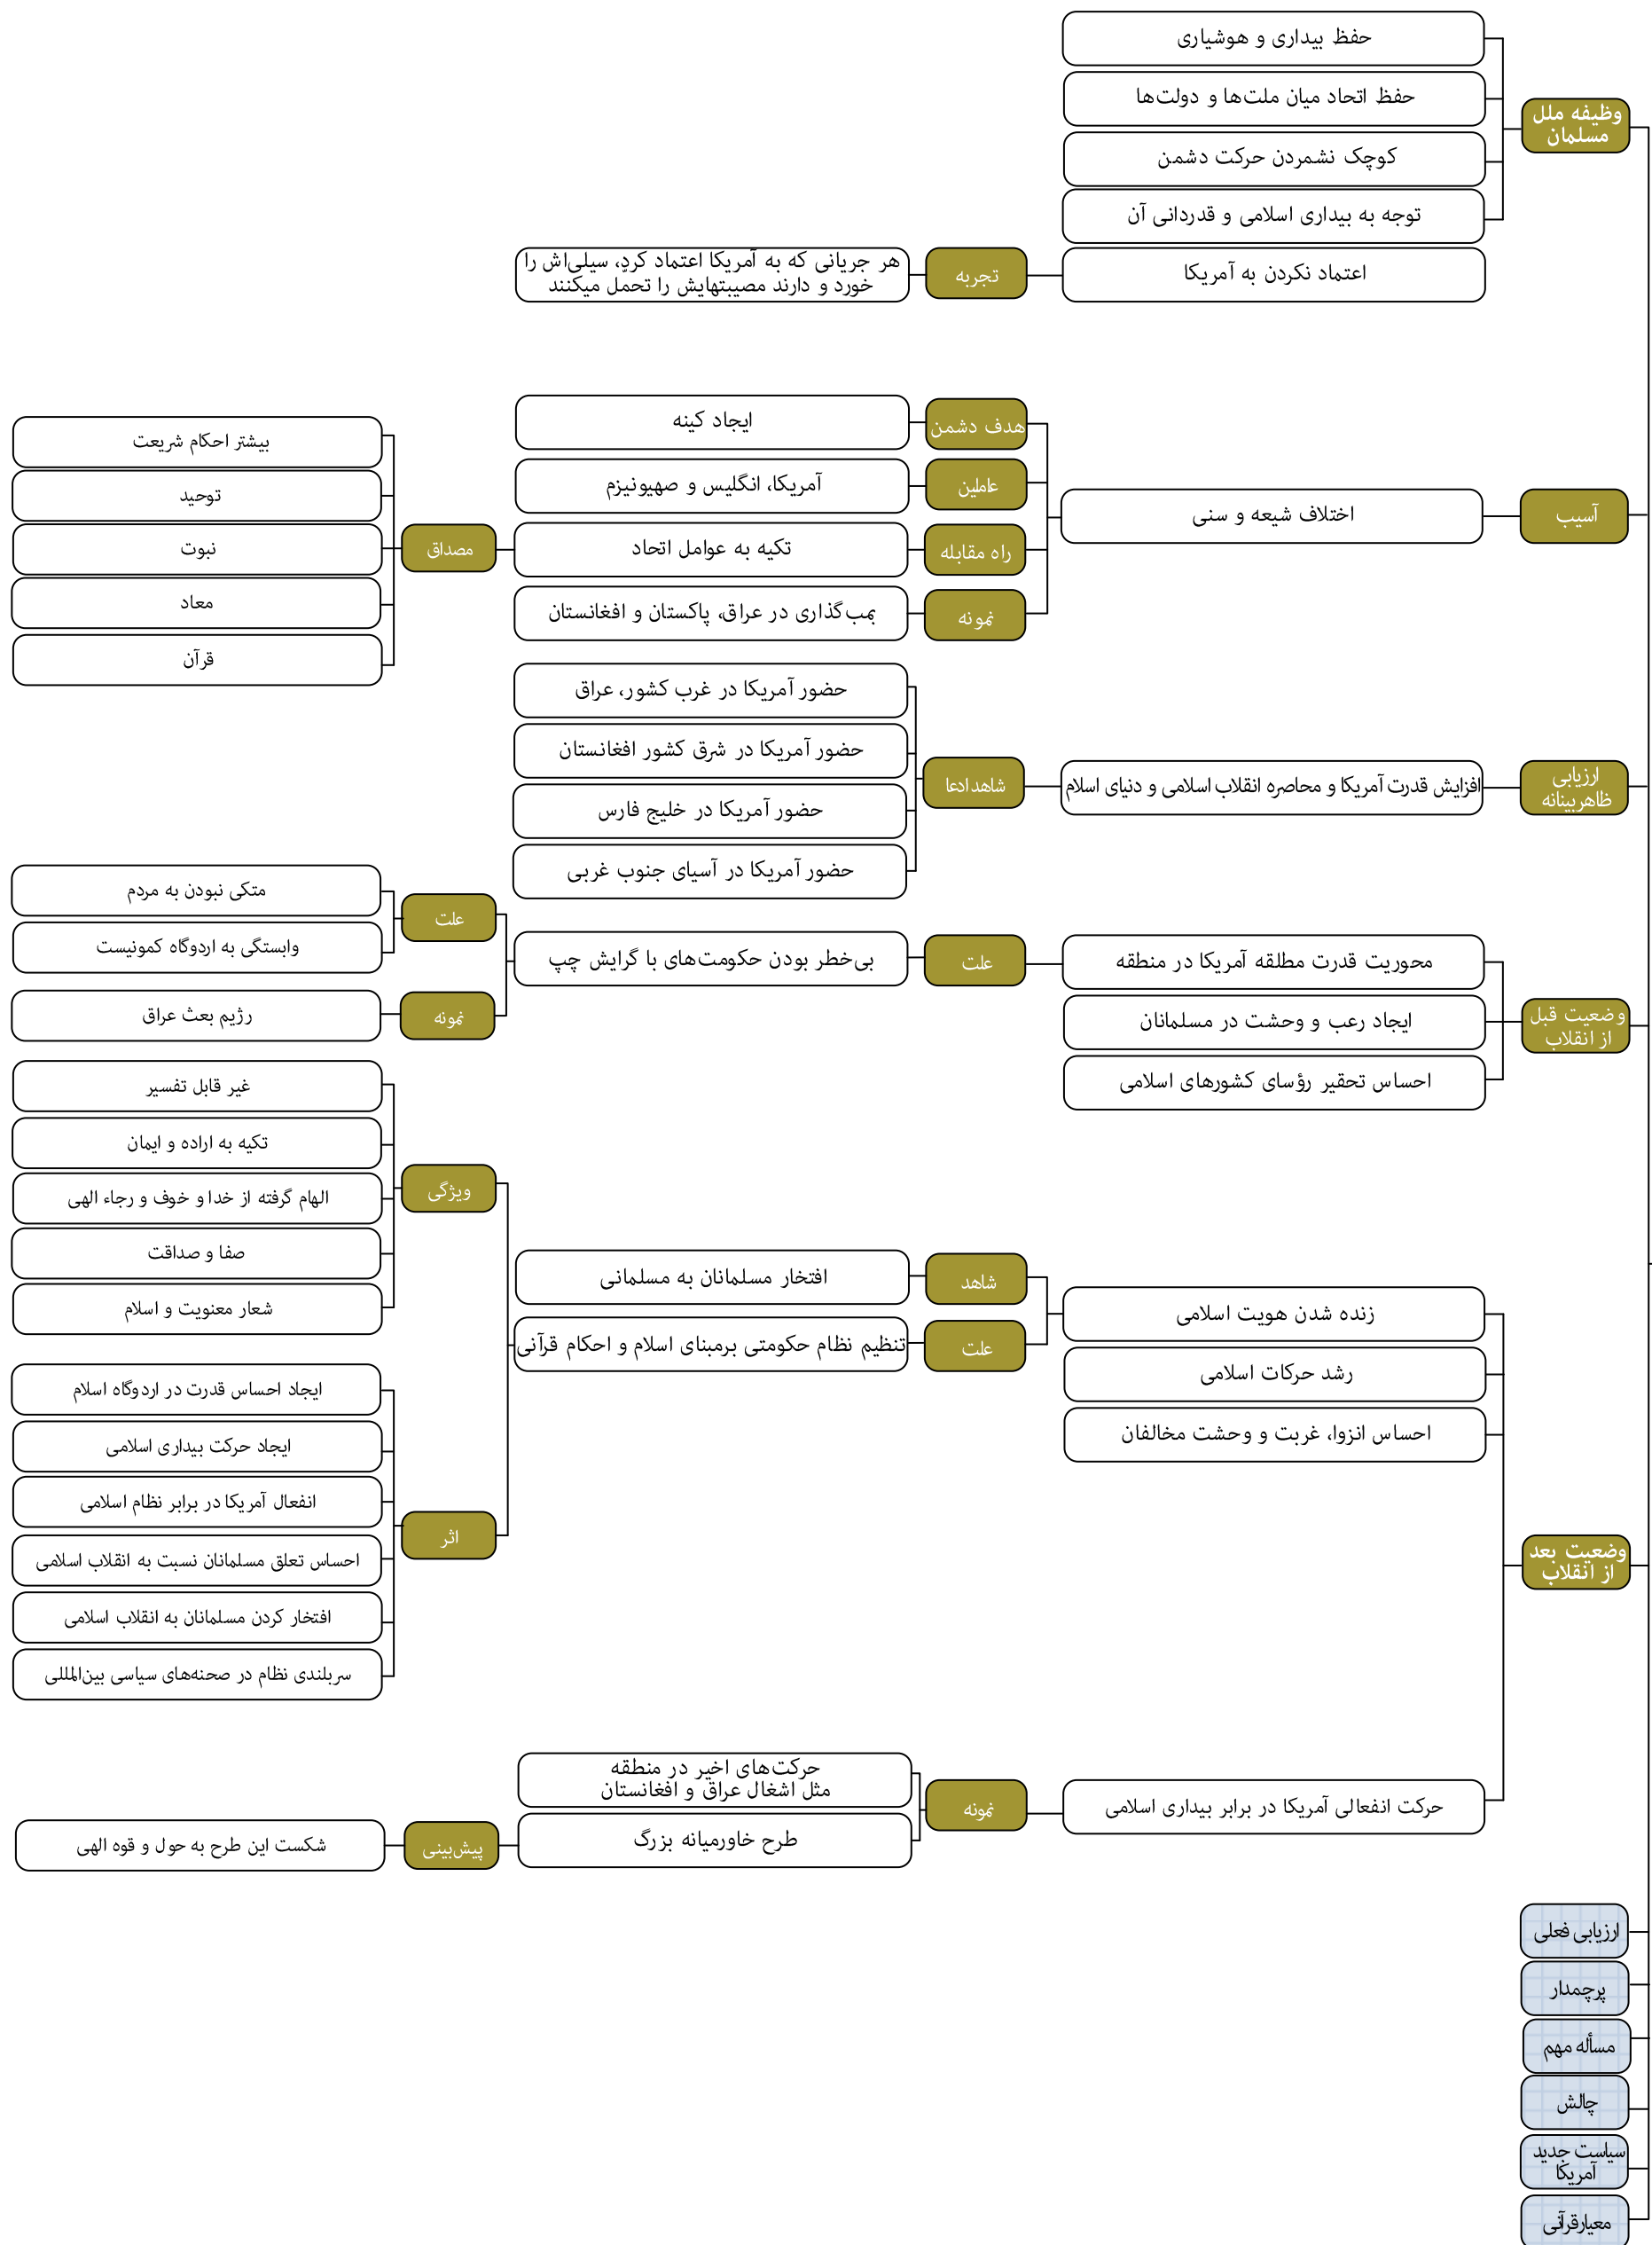 وظیفه ملل
مسلمان
حفظ بیداری و هوشیاری
حفظ اتحاد میان ملت‌ها و دولت‌ها
کوچک نشمردن حرکت دشمن
توجه به بیداری اسلامی و قدردانی آن
اعتماد نکردن به آمریکا
تجربه
هر جریانی که به آمریکا اعتماد کردٍ، سیلی‌اش را
خورد و دارند مصیبتهایش را تحمل میکنند
آسیب
اختلاف شیعه و سنی
هدف دشمن
ایجاد کینه
عاملین
آمریکا، انگلیس و صهیونیزم
راه مقابله
تکیه به عوامل اتحاد
مصداق
بیشتر احکام شریعت
توحید
نبوت
معاد
قرآن
نمونه
بمب‌گذاری در عراق، پاکستان و افغانستان
ارزیابی
ظاهربینانه
افزایش قدرت آمریکا و محاصره انقلاب اسلامی و دنیای اسلام
شاهد ادعا
حضور آمریکا در غرب کشور، عراق
حضور آمریکا در شرق کشور افغانستان
حضور آمریکا در خلیج فارس
حضور آمریکا در آسیای جنوب غربی
وضعیت قبل
از انقلاب
محوریت قدرت مطلقه آمریکا در منطقه
علت
بی‌خطر بودن حکومت‌های با گرایش چپ
علت
متکی نبودن به مردم
وابستگی به اردوگاه کمونیست
نمونه
رژیم بعث عراق
ایجاد رعب و وحشت در مسلمانان
احساس تحقیر رؤسای کشورهای اسلامی
وضعیت بعد
از انقلاب
زنده شدن هویت اسلامی
شاهد
افتخار مسلمانان به مسلمانی
علت
تنظیم نظام حکومتی برمبنای اسلام و احکام قرآنی
ویژگی
غیر قابل تفسیر
تکیه به اراده و ایمان
الهام گرفته از خدا و خوف و رجاء الهی
صفا و صداقت
شعار معنویت و اسلام
اثر
ایجاد احساس قدرت در اردوگاه اسلام
ایجاد حرکت بیداری اسلامی
انفعال آمریکا در برابر نظام اسلامی
احساس تعلق مسلمانان نسبت به انقلاب اسلامی
افتخار کردن مسلمانان به انقلاب اسلامی
سربلندی نظام در صحنه‌های سیاسی بین‌المللی
رشد حرکات اسلامی
احساس انزوا، غربت و وحشت مخالفان
حرکت انفعالی آمریکا در برابر بیداری اسلامی
نمونه
حرکت‌های اخیر در منطقه
مثل اشغال عراق و افغانستان
طرح خاورمیانه بزرگ
پیش‌بینی
شکست این طرح به حول و قوه الهی
ارزیابی فعلی
پرچمدار
مسأله مهم
چالش
سیاست جدید
آمریکا
معیارقرآنی